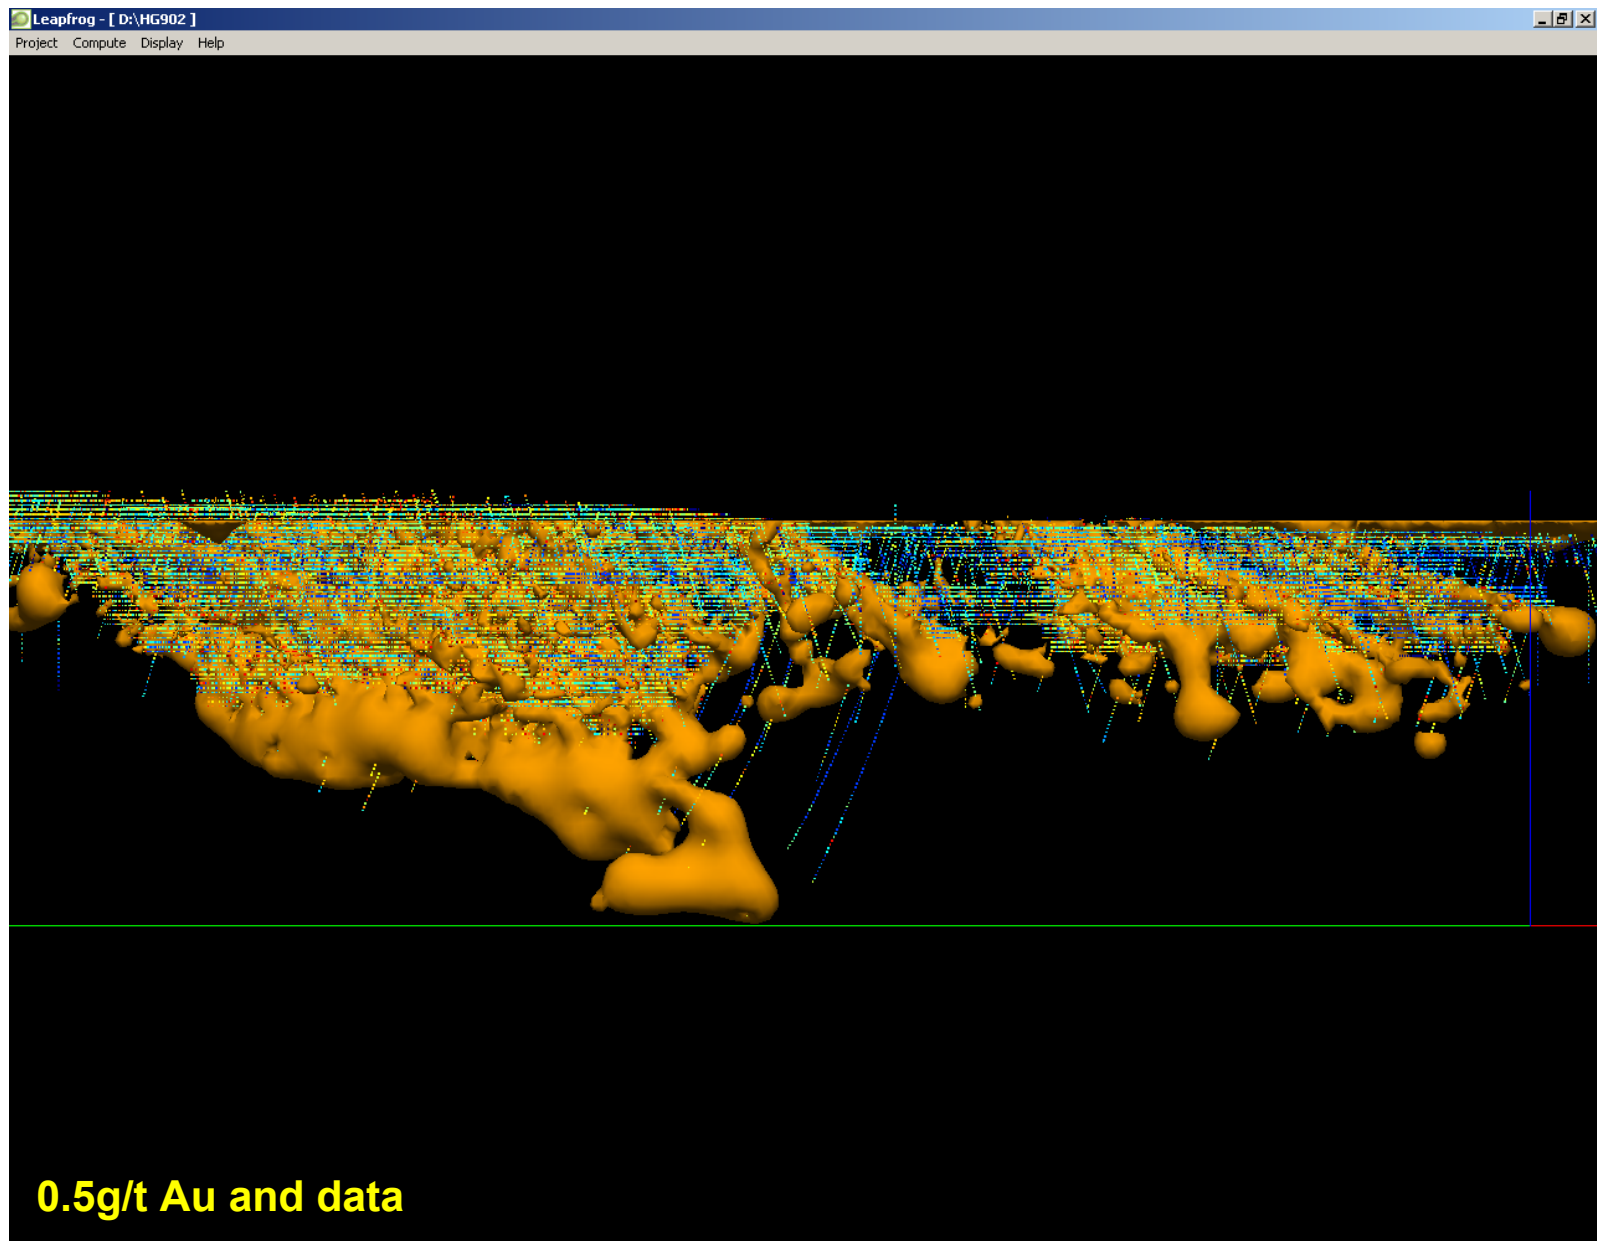 Leapfrog - [ D:\HG902 ]
Project Compute Display Help
0.5g/t Au and data